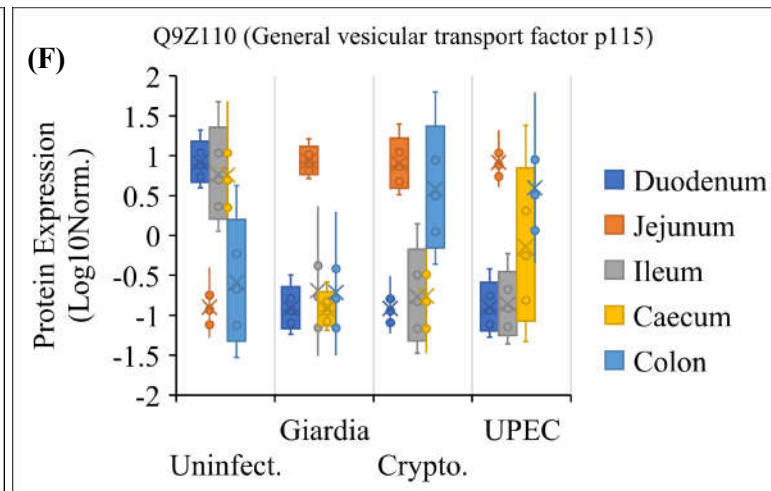 Q9Z110 (General vesicular transport factor p115)
(F)
2
1.5
1
0.5
0
-0.5
-1
-1.5
-2
Protein Expression
(Log10Norm.)
Duodenum
Jejunum
Ileum
Caecum
Colon
Giardia
UPEC
Uninfect.
Crypto.